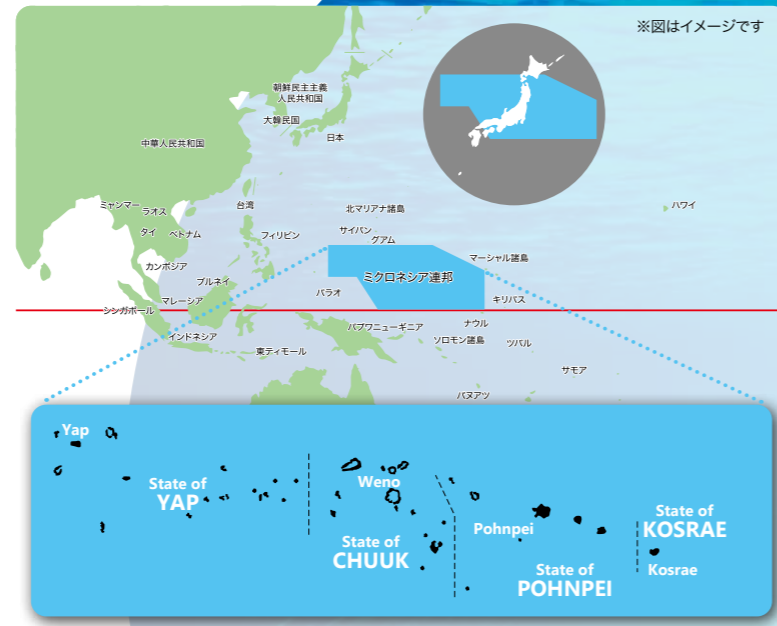 ※図はイメージです
朝鮮民主主義
人民共和国
大韓民国
日本
中華人民共和国
ミャンマー
ラオス
台湾
北マリアナ諸島
ハワイ
タイ
ベトナム
フィリピン
サイパン
グアム
カンボジア
マーシャル諸島
ブルネイ
ミクロネシア連邦
マレーシア
パラオ
キリバス
シンガポール
パプワニューギニア
ナウル
インドネシア
ソロモン諸島
ツバル
東ティモール
サモア
バヌアツ
Yap
State of
YAP
Weno
State of
CHUUK
Pohnpei
State of
POHNPEI
State of
KOSRAE
Kosrae